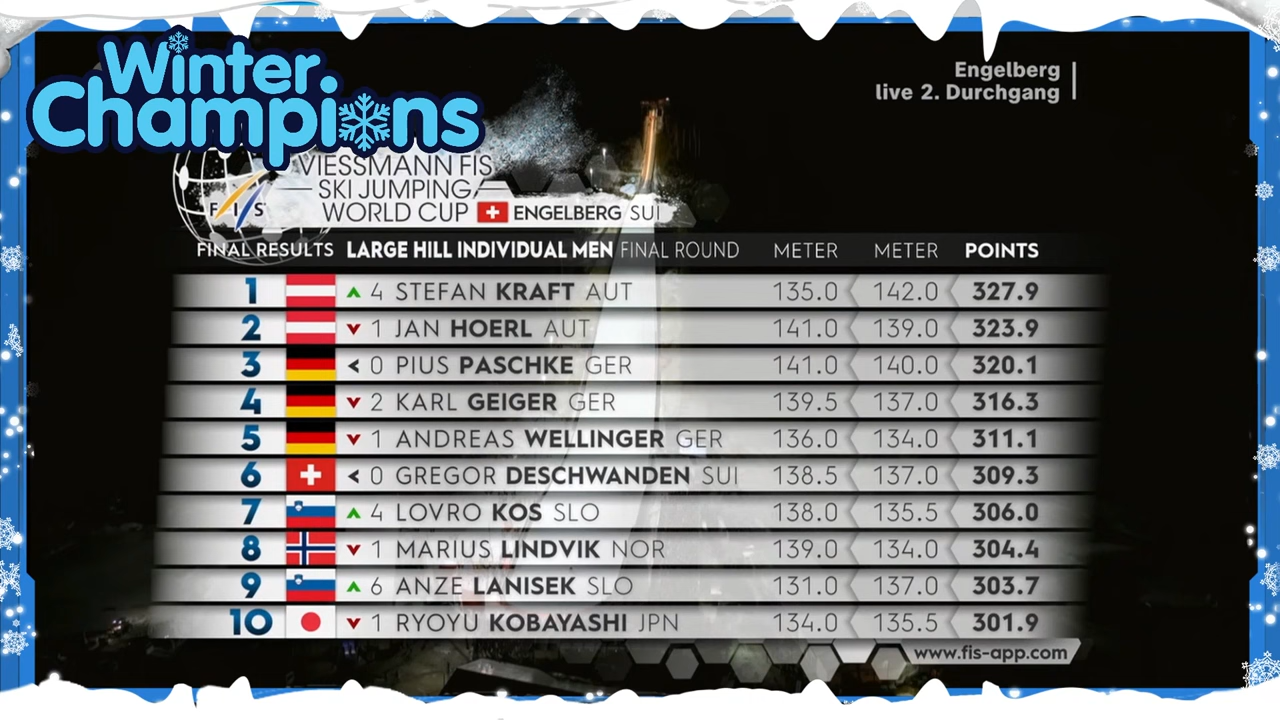 Winter
Champions
Engelberg
live 2. Durchgang
VIESSMANN FIS
SKI JUMPING
WORLD CUP ENGELBERG SUI
FIS
FINAL RESULTS LARGE HILL INDIVIDUAL MEN FINAL ROUND METER METER POINTS
1 4 STEFAN KRAFT AUT 135.0 142.0 327.9
2 1 JAN HOERL AUT 141.0 139.0 323.9
3 0 PIUS PASCHKE GER 141.0 140.0 320.1
4 2 KARL GEIGER GER 139.5 137.0 316.3
5 1 ANDREAS WELLINGER GER 136.0 134.0 311.1
6 0 GREGOR DESCHWANDEN SUI 138.5 137.0 309.3
7 4 LOVRO KOS SLO 138.0 135.5 306.0
8 1 MARIUS LINDVIK NOR 139.0 134.0 304.4
9 6 ANZE LANISEK SLO 131.0 137.0 303.7
10 1 RYOYU KOBAYASHI JPN 134.0 135.5 301.9
www.fis-app.com